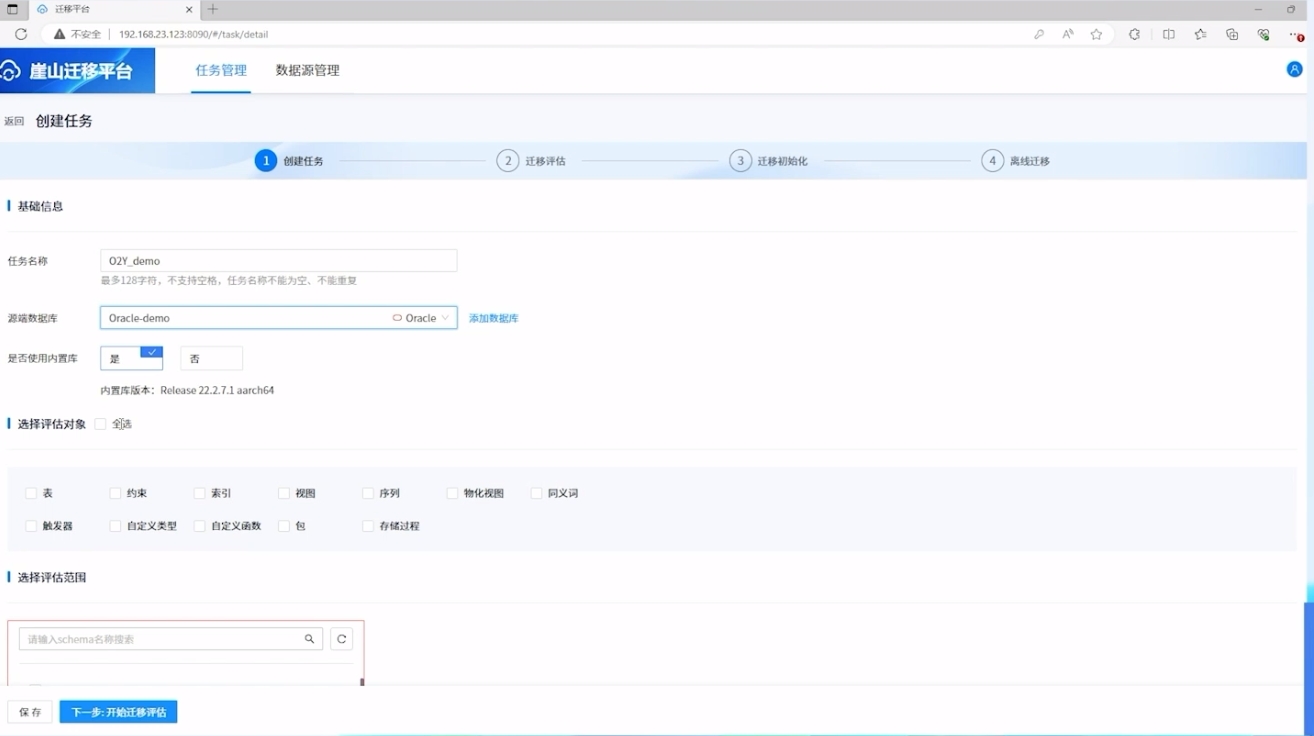 迁移平台
不安全 192.168.23.123:8090/#/task/detail
崖山迁移平台 任务管理 数据源管理
返回 创建任务
1 创建任务 2 迁移评估 3 迁移初始化 4 离线迁移
基础信息
任务名称 O2Y_demo
最多128字符，不支持空格，任务名称不能为空、不能重复
源端数据库 Oracle-demo Oracle 添加数据库
是否使用内置库 是 否
内置库版本：Release 22.2.7.1 aarch64
选择评估对象 全选
表 约束 索引 视图 序列 物化视图 同义词
触发器 自定义类型 自定义函数 包 存储过程
选择评估范围
请输入schema名称搜索
保存 下一步: 开始迁移评估